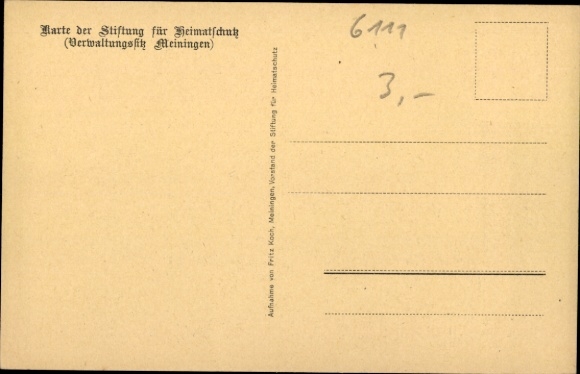 Karte der Stiftung für Heimatschutz
(Verwaltungssitz Meiningen)
6111
3,-
Aufnahme von Fritz Koch, Meiningen, Vorstand der Stiftung für Heimatschutz